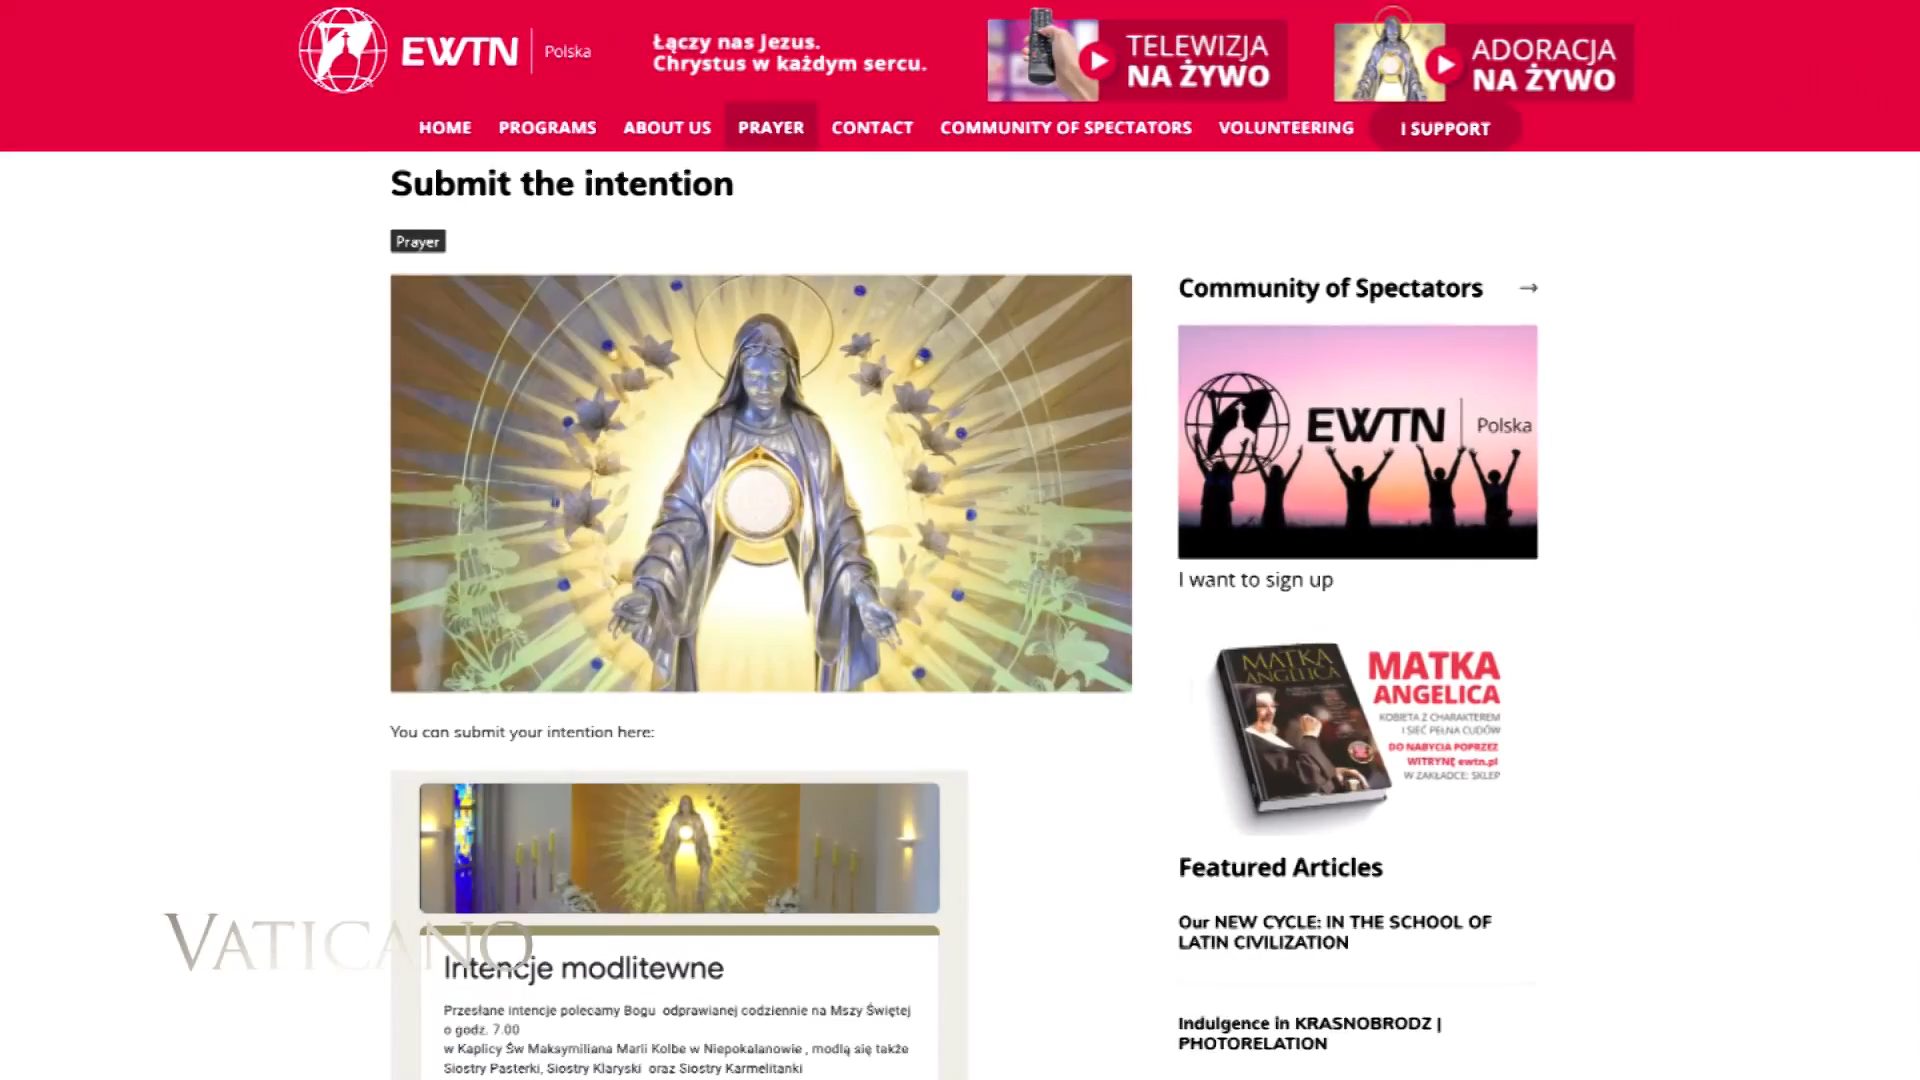 EWTN Polska
Łączy nas Jezus.
Chrystus w każdym sercu.
TELEWIZJA
NA ŻYWO
ADORACJA
NA ŻYWO
HOME PROGRAMS ABOUT US PRAYER CONTACT COMMUNITY OF SPECTATORS VOLUNTEERING I SUPPORT
Submit the intention
Prayer
You can submit your intention here:
Intencje modlitewne
Przesłane intencje polecamy Bogu odprawianej codziennie na Mszy Świętej
o godz. 7.00
w Kaplicy Św Maksymiliana Marii Kolbe w Niepokalanowie , modlą się także
Siostry Pasterki, Siostry Klaryski oraz Siostry Karmelitanki
Community of Spectators →
EWTN Polska
I want to sign up
MATKA
ANGELICA
MATKA
ANGELICA
KOBIETA Z CHARAKTEREM
I SIEĆ PEŁNA CUDÓW
DO NABYCIA POPRZEZ
WITRYNĘ ewtn.pl
W ZAKŁADCE: SKLEP
Featured Articles
Our NEW CYCLE: IN THE SCHOOL OF
LATIN CIVILIZATION
Indulgence in KRASNOBRODZ |
PHOTORELATION
VATICANO